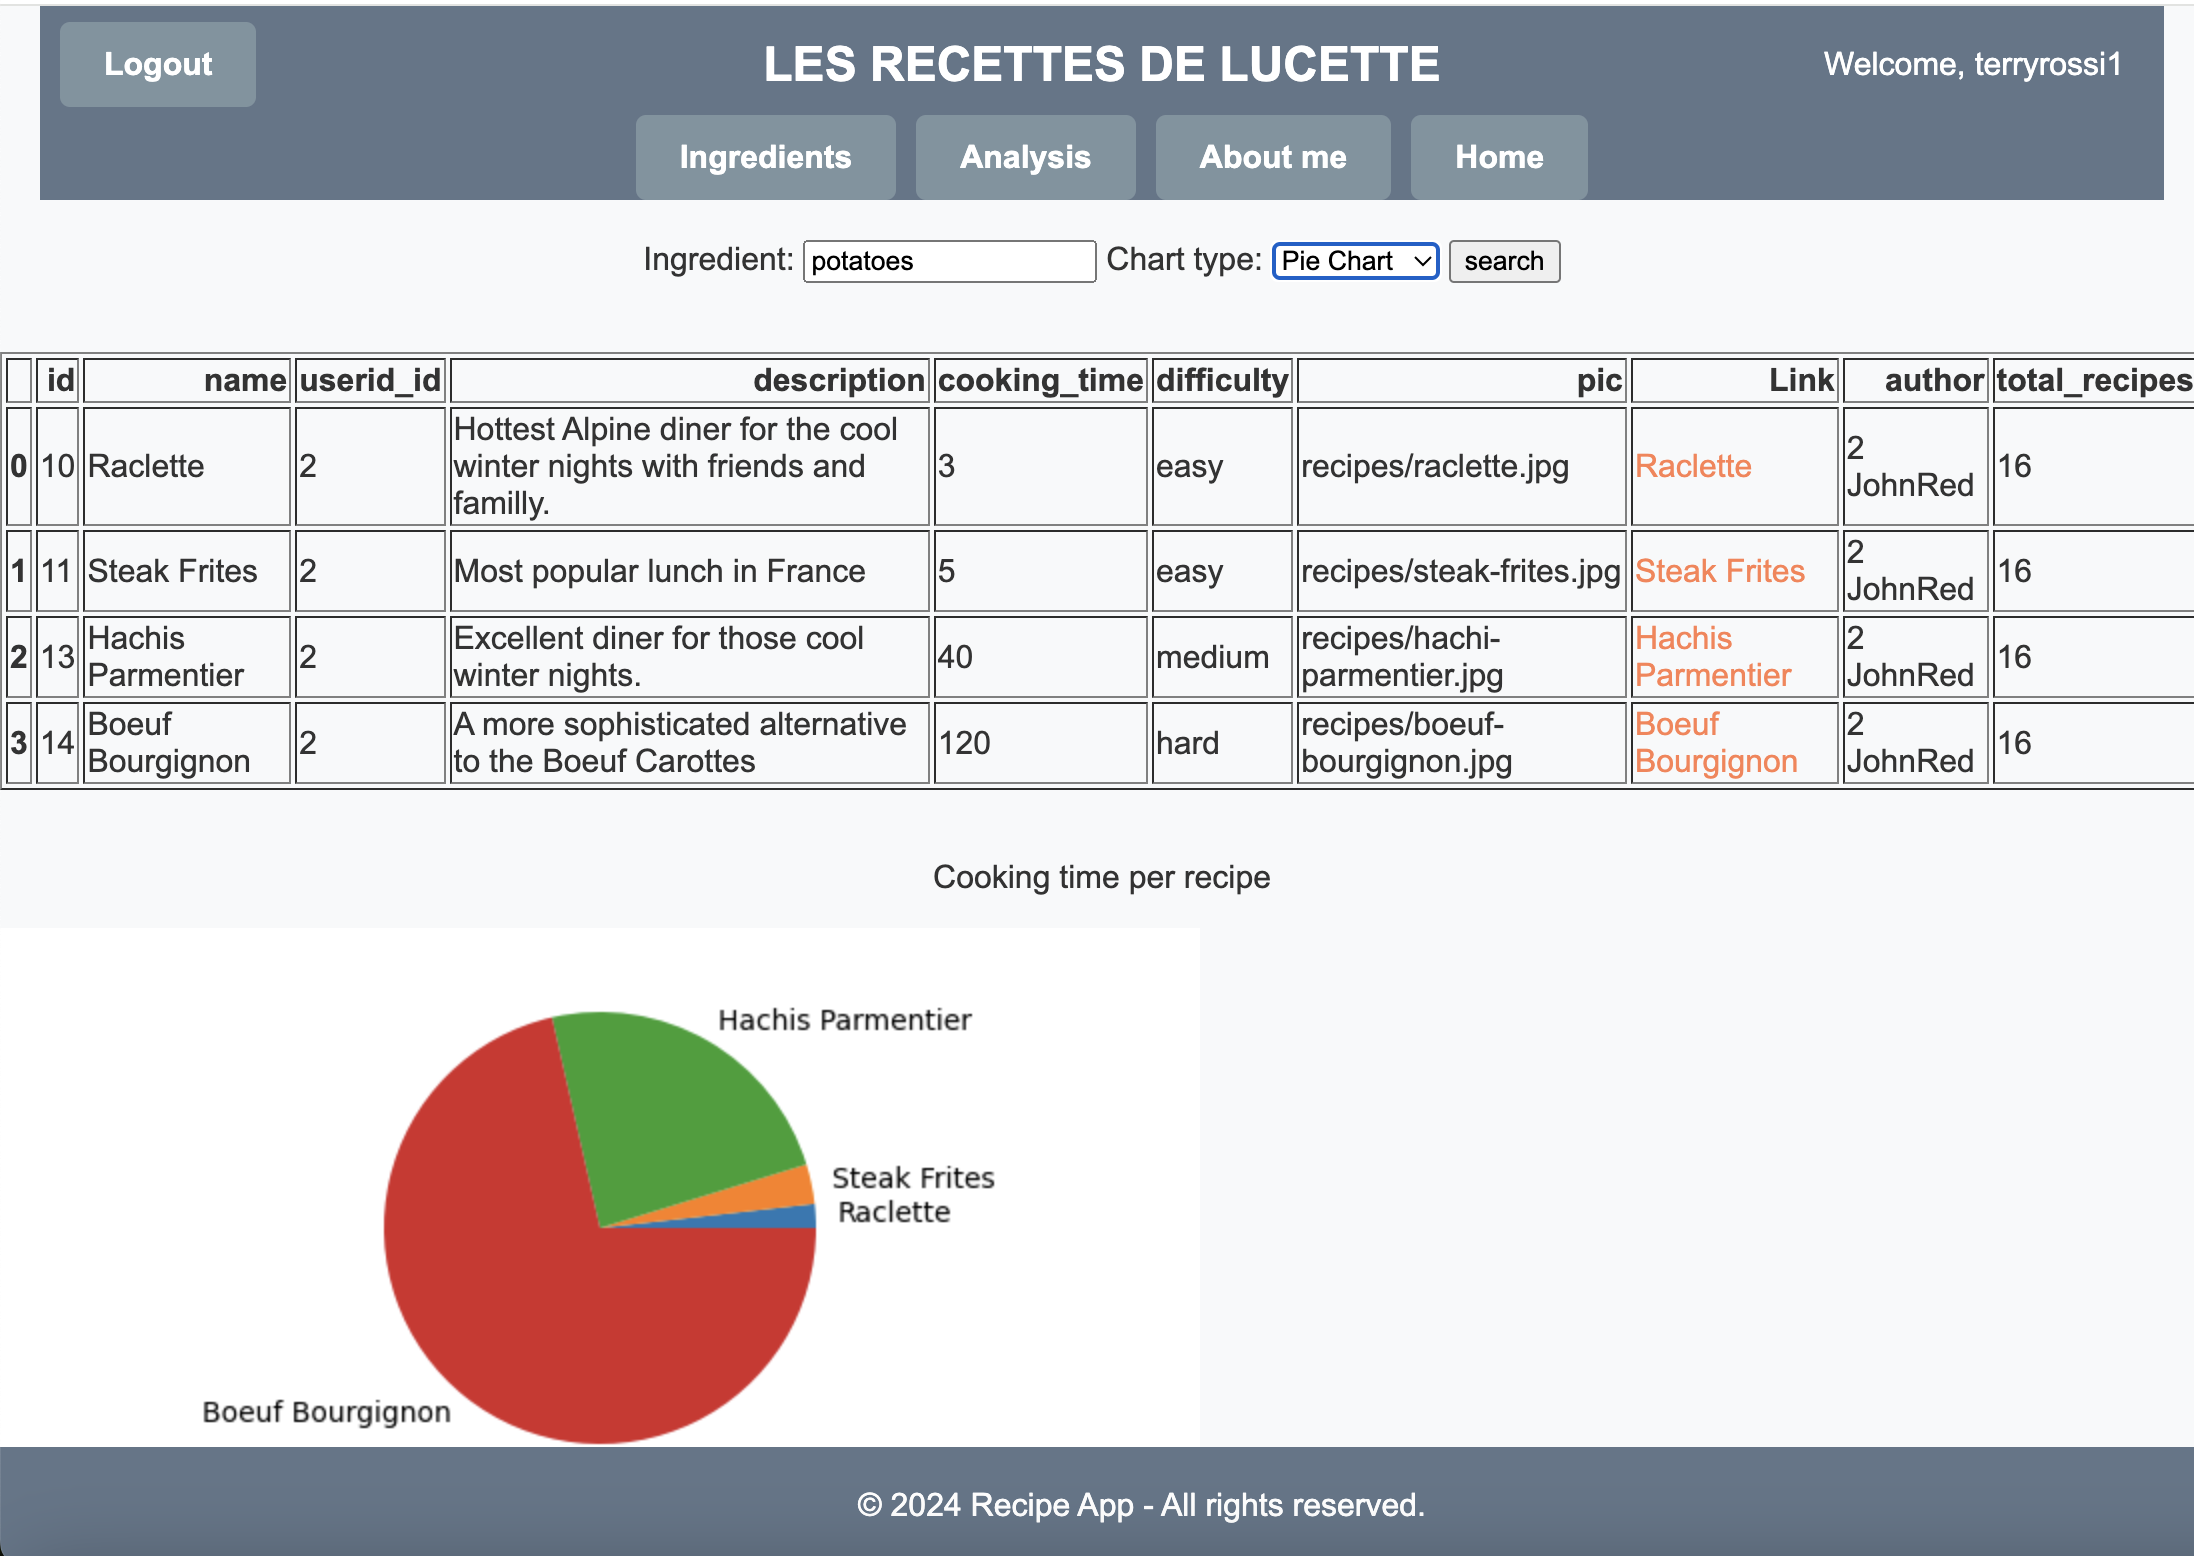 Logout
LES RECETTES DE LUCETTE
Welcome, terryrossi1
Ingredients Analysis About me Home
Ingredient: potatoes Chart type: Pie Chart search
id name userid_id description cooking_time difficulty pic Link author total_recipes
0 10 Raclette 2 Hottest Alpine diner for the cool winter nights with friends and familly. 3 easy recipes/raclette.jpg Raclette 2 JohnRed 16
1 11 Steak Frites 2 Most popular lunch in France 5 easy recipes/steak-frites.jpg Steak Frites 2 JohnRed 16
2 13 Hachis Parmentier 2 Excellent diner for those cool winter nights. 40 medium recipes/hachi-parmentier.jpg Hachis Parmentier 2 JohnRed 16
3 14 Boeuf Bourgignon 2 A more sophisticated alternative to the Boeuf Carottes 120 hard recipes/boeuf-bourgignon.jpg Boeuf Bourgignon 2 JohnRed 16
Cooking time per recipe
Hachis Parmentier
Steak Frites
Raclette
Boeuf Bourgignon
© 2024 Recipe App - All rights reserved.